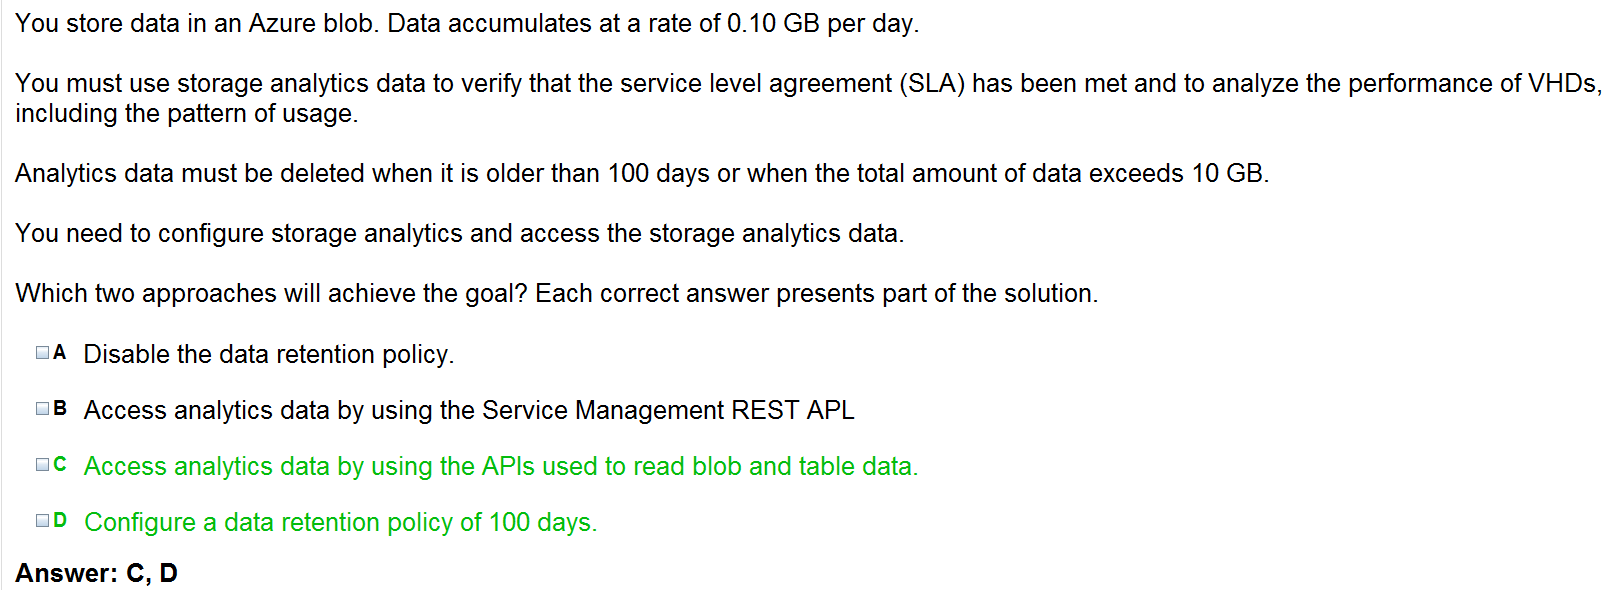 You store data in an Azure blob. Data accumulates at a rate of 0.10 GB per day.
You must use storage analytics data to verify that the service level agreement (SLA) has been met and to analyze the performance of VHDs,
including the pattern of usage.
Analytics data must be deleted when it is older than 100 days or when the total amount of data exceeds 10 GB.
You need to configure storage analytics and access the storage analytics data.
Which two approaches will achieve the goal? Each correct answer presents part of the solution.
A Disable the data retention policy.
B Access analytics data by using the Service Management REST APL
C Access analytics data by using the APIs used to read blob and table data.
D Configure a data retention policy of 100 days.
Answer: C, D